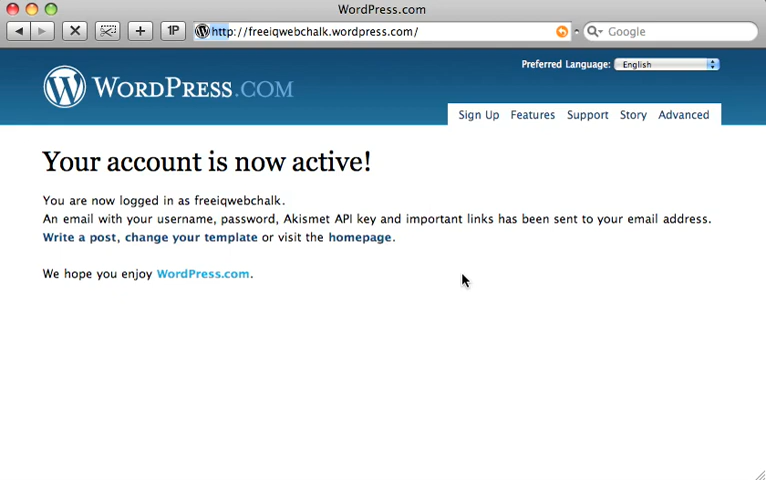 WordPress.com
1P
http://freeiqwebchalk.wordpress.com/
Google
Preferred Language: English
WORDPRESS.COM
Sign Up Features Support Story Advanced
Your account is now active!
You are now logged in as freeiqwebchalk.
An email with your username, password, Akismet API key and important links has been sent to your email address.
Write a post, change your template or visit the homepage.
We hope you enjoy WordPress.com.